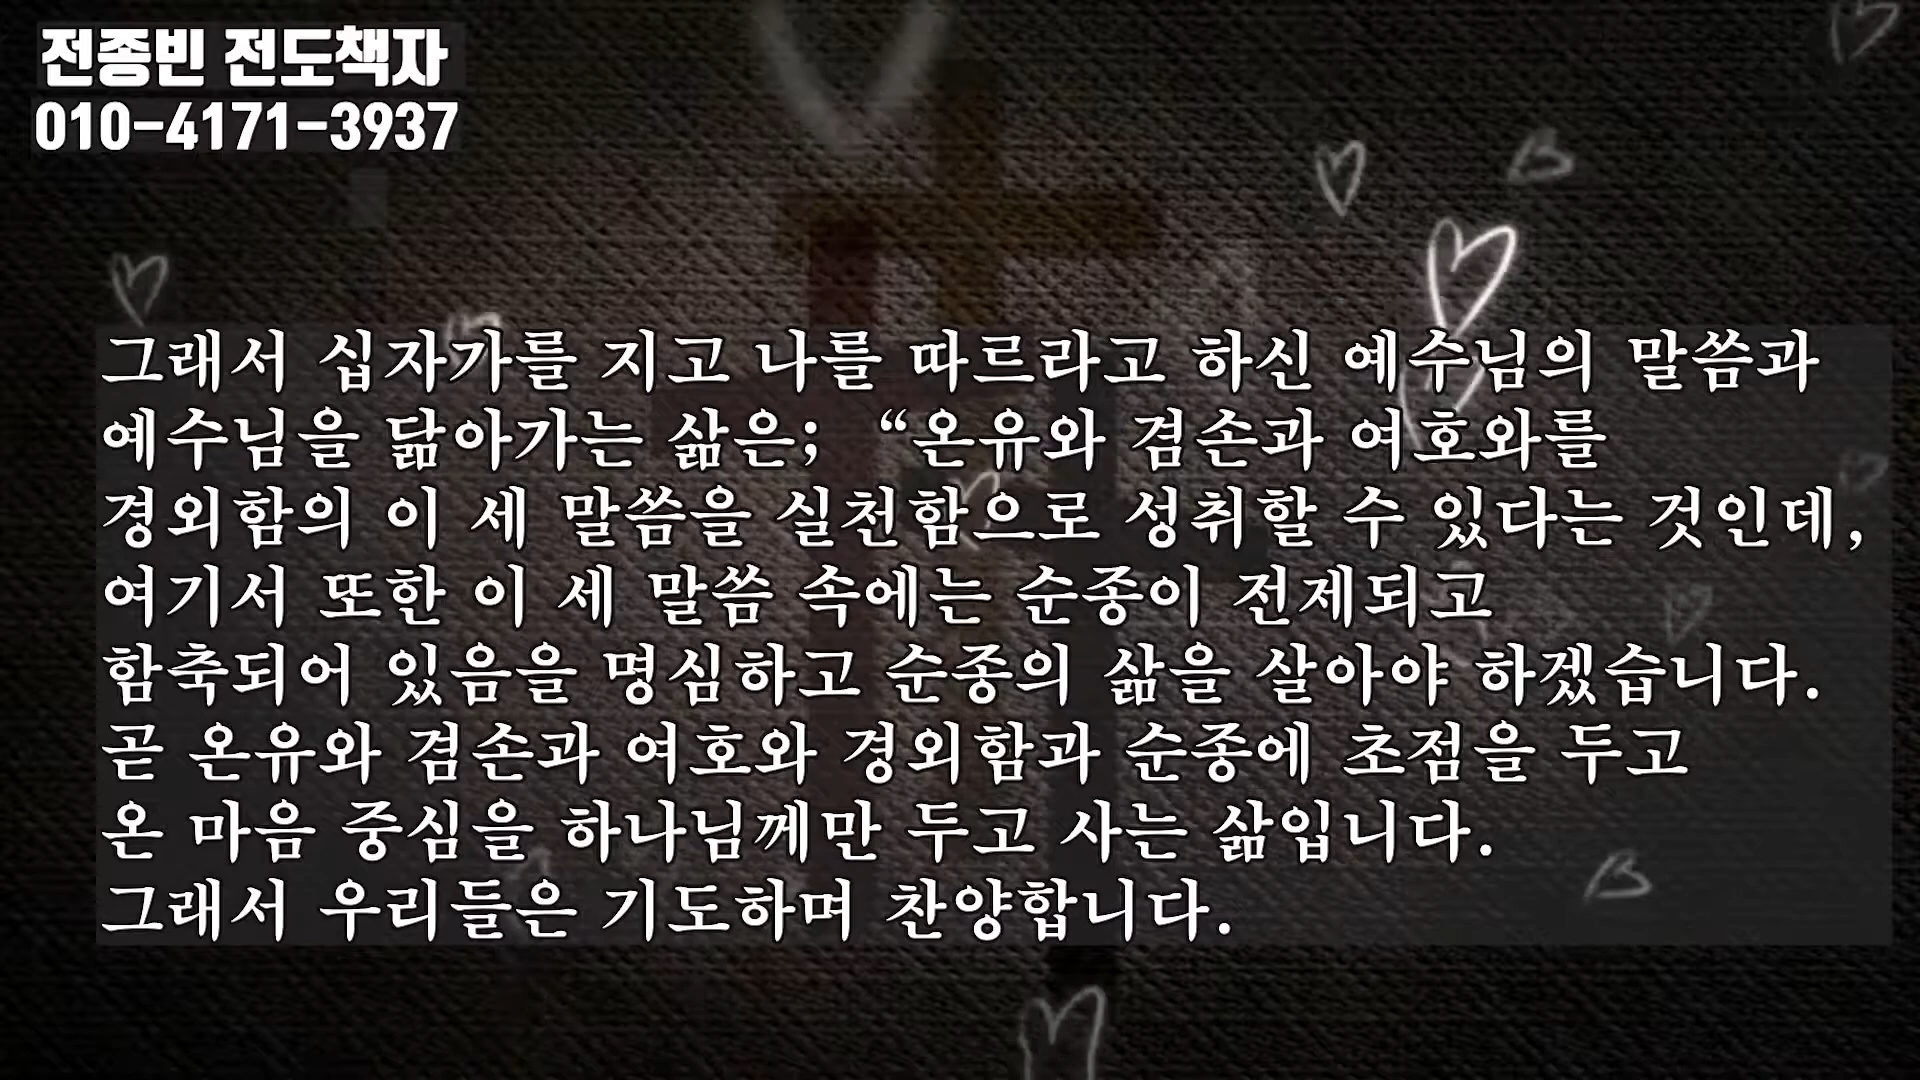 전종빈 전도책자
010-4171-3937
그래서 십자가를 지고 나를 따르라고 하신 예수님의 말씀과
예수님을 닮아가는 삶은; “온유와 겸손과 여호와를
경외함의 이 세 말씀을 실천함으로 성취할 수 있다는 것인데,
여기서 또한 이 세 말씀 속에는 순종이 전제되고
함축되어 있음을 명심하고 순종의 삶을 살아야 하겠습니다.
곧 온유와 겸손과 여호와 경외함과 순종에 초점을 두고
온 마음 중심을 하나님께만 두고 사는 삶입니다.
그래서 우리들은 기도하며 찬양합니다.